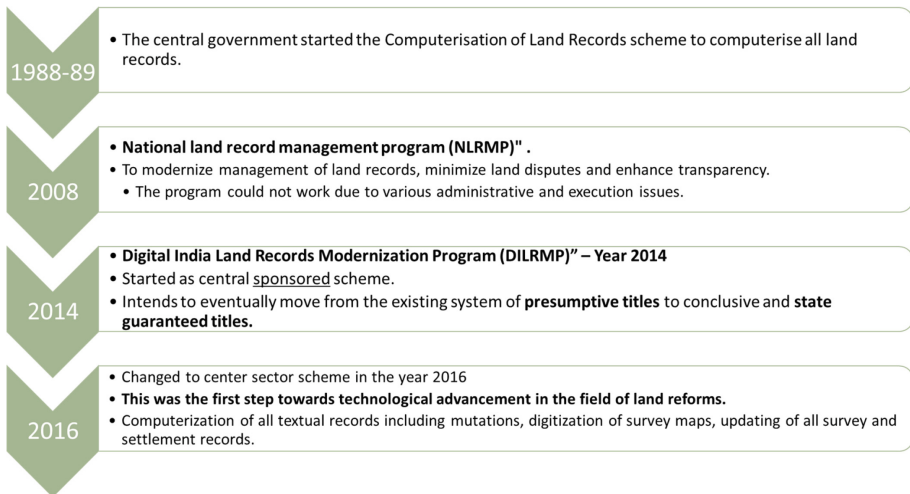 1988-89
• The central government started the Computerisation of Land Records scheme to computerise all land
records.
2008
• National land record management program (NLRMP)" .
• To modernize management of land records, minimize land disputes and enhance transparency.
• The program could not work due to various administrative and execution issues.
2014
• Digital India Land Records Modernization Program (DILRMP)” – Year 2014
• Started as central sponsored scheme.
• Intends to eventually move from the existing system of presumptive titles to conclusive and state
guaranteed titles.
2016
• Changed to center sector scheme in the year 2016
• This was the first step towards technological advancement in the field of land reforms.
• Computerization of all textual records including mutations, digitization of survey maps, updating of all survey and
settlement records.